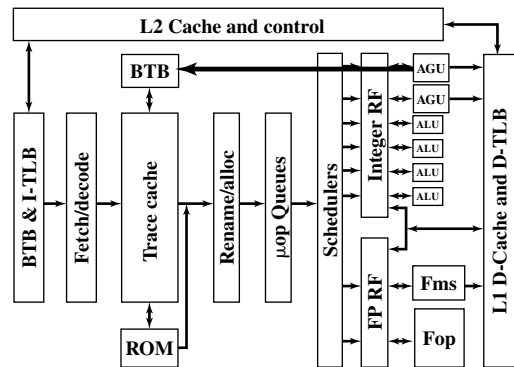 L2 Cache and control
BTB
BTB & I-TLB
Fetch/decode
Trace cache
ROM
Rename/alloc
μop Queues
Schedulers
Integer RF
FP RF
AGU
AGU
ALU
ALU
ALU
ALU
Fms
Fop
L1 D-Cache and D-TLB